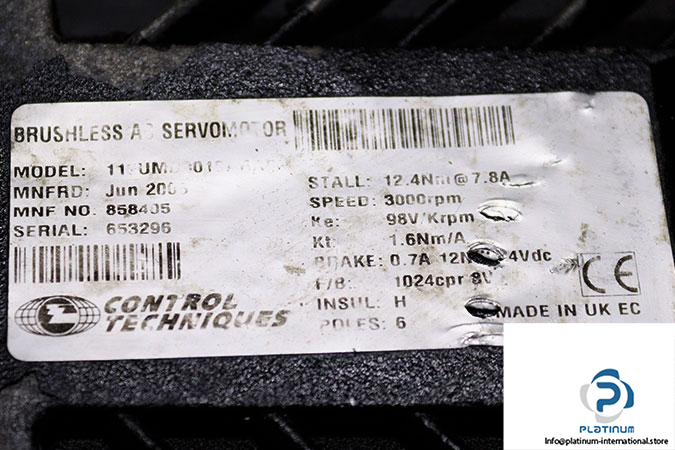 BRUSHLESS AC SERVOMOTOR
MODEL:
MNFRD: Jun
MNF NO: 858405
SERIAL: 653296
CONTROL
TECHNIQUES
STALL: 12.4Nm@7.8A
SPEED: 3000rpm
Ke: 98V/Krpm
Kt: 1.6Nm/A
BRAKE: 0.7A
F/B: 1024cpr 8V
INSUL: H
POLES: 6
CE
MADE IN UK EC
PLATINUM
Info@platinum-international.store